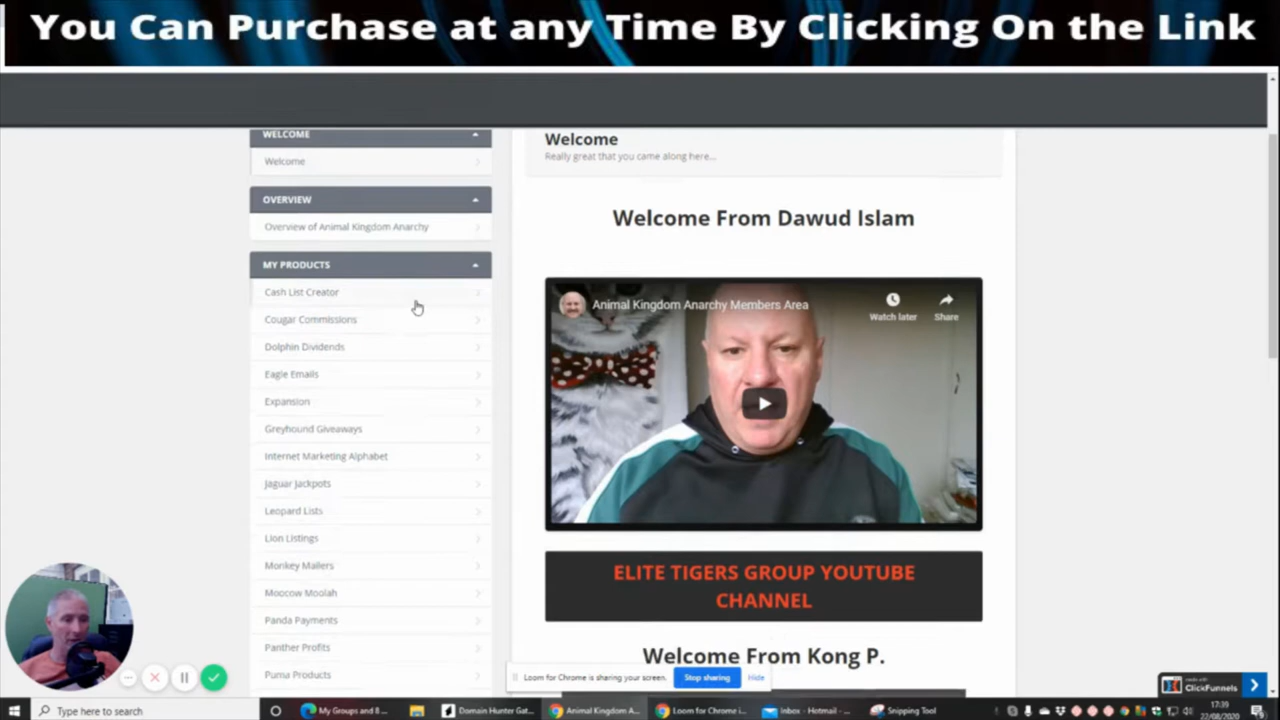 You Can Purchase at any Time By Clicking On the Link
WELCOME
Welcome
OVERVIEW
Overview of Animal Kingdom Anarchy
MY PRODUCTS
Cash List Creator
Cougar Commissions
Dolphin Dividends
Eagle Emails
Expansion
Greyhound Giveaways
Internet Marketing Alphabet
Jaguar Jackpots
Leopard Lists
Lion Listings
Monkey Mailers
Moocow Moolah
Panda Payments
Panther Profits
Puma Products
Welcome
Really great that you came along here...
Welcome From Dawud Islam
Animal Kingdom Anarchy Members Area
Watch later
Share
ELITE TIGERS GROUP YOUTUBE
CHANNEL
Welcome From Kong P.
Loom for Chrome is sharing your screen.
Stop sharing
Hide
made with
ClickFunnels
Type here to search
My Groups and 8 ...
Domain Hunter Gat...
Animal Kingdom A...
Loom for Chrome i...
Inbox - Hotmail - ...
Snipping Tool
17:39
22/08/2020